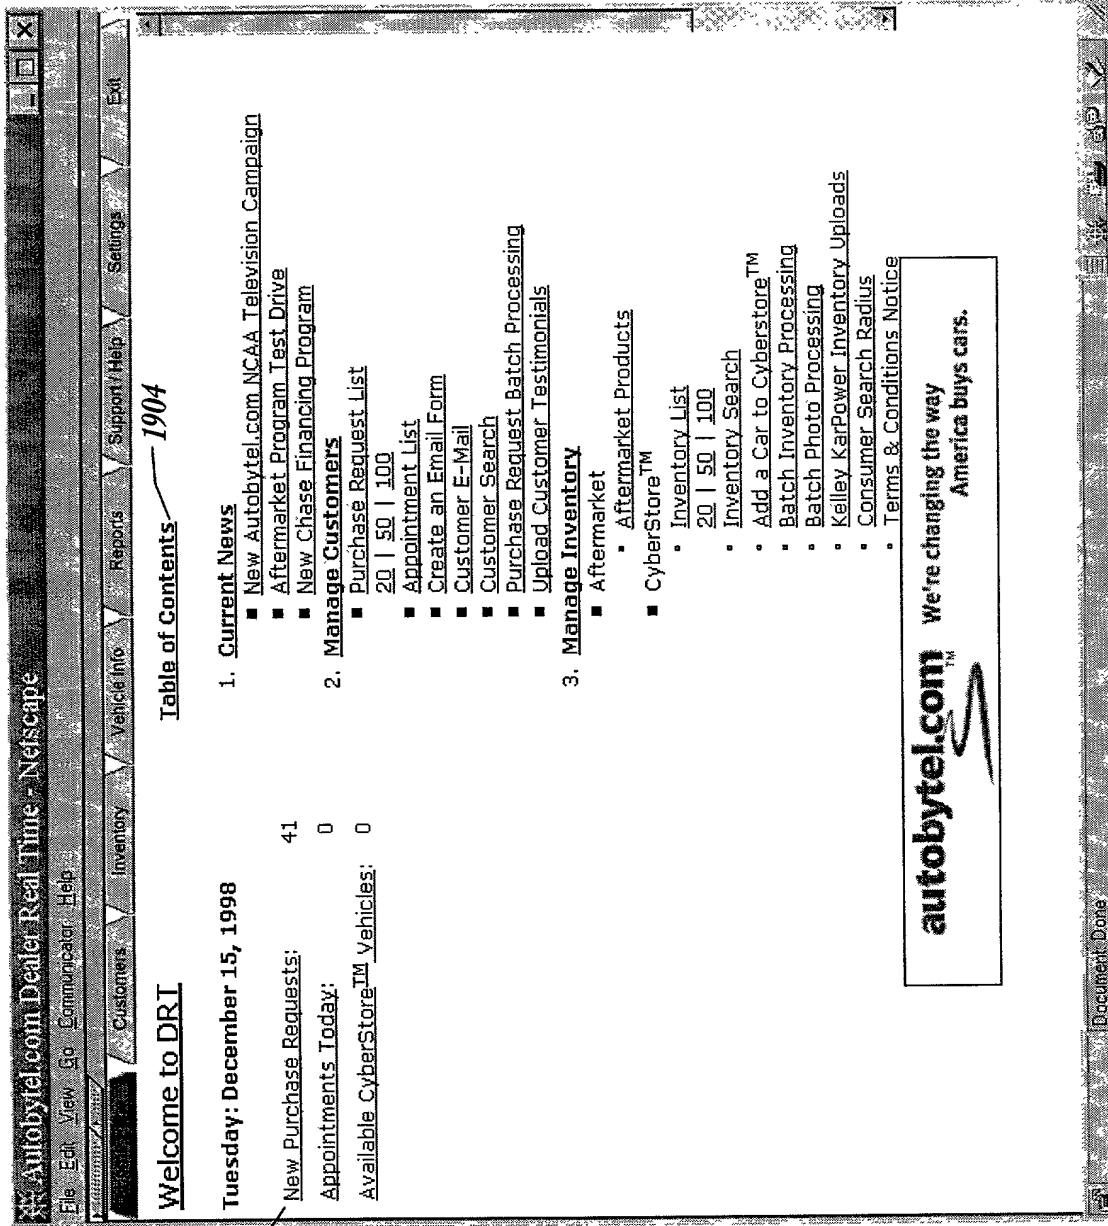 Autobytel.com Dealer Real Time - Netscape
File Edit View Go Communicator Help
Customers Inventory Vehicle Info Reports Support / Help Settings Exit
Welcome to DRT
Tuesday: December 15, 1998
New Purchase Requests: 41
Appointments Today: 0
Available CyberStore™ Vehicles: 0
Table of Contents 1904
1. Current News
■ New Autobytel.com NCAA Television Campaign
■ Aftermarket Program Test Drive
■ New Chase Financing Program
2. Manage Customers
■ Purchase Request List
20 | 50 | 100
■ Appointment List
■ Create an Email Form
■ Customer E-Mail
■ Customer Search
■ Purchase Request Batch Processing
■ Upload Customer Testimonials
3. Manage Inventory
■ Aftermarket
▪ Aftermarket Products
■ CyberStore™
▪ Inventory List
20 | 50 | 100
▪ Inventory Search
▪ Add a Car to Cyberstore™
▪ Batch Inventory Processing
▪ Batch Photo Processing
▪ Kelley KarPower Inventory Uploads
▪ Consumer Search Radius
▪ Terms & Conditions Notice
autobytel.com™ We're changing the way
America buys cars.
Document Done